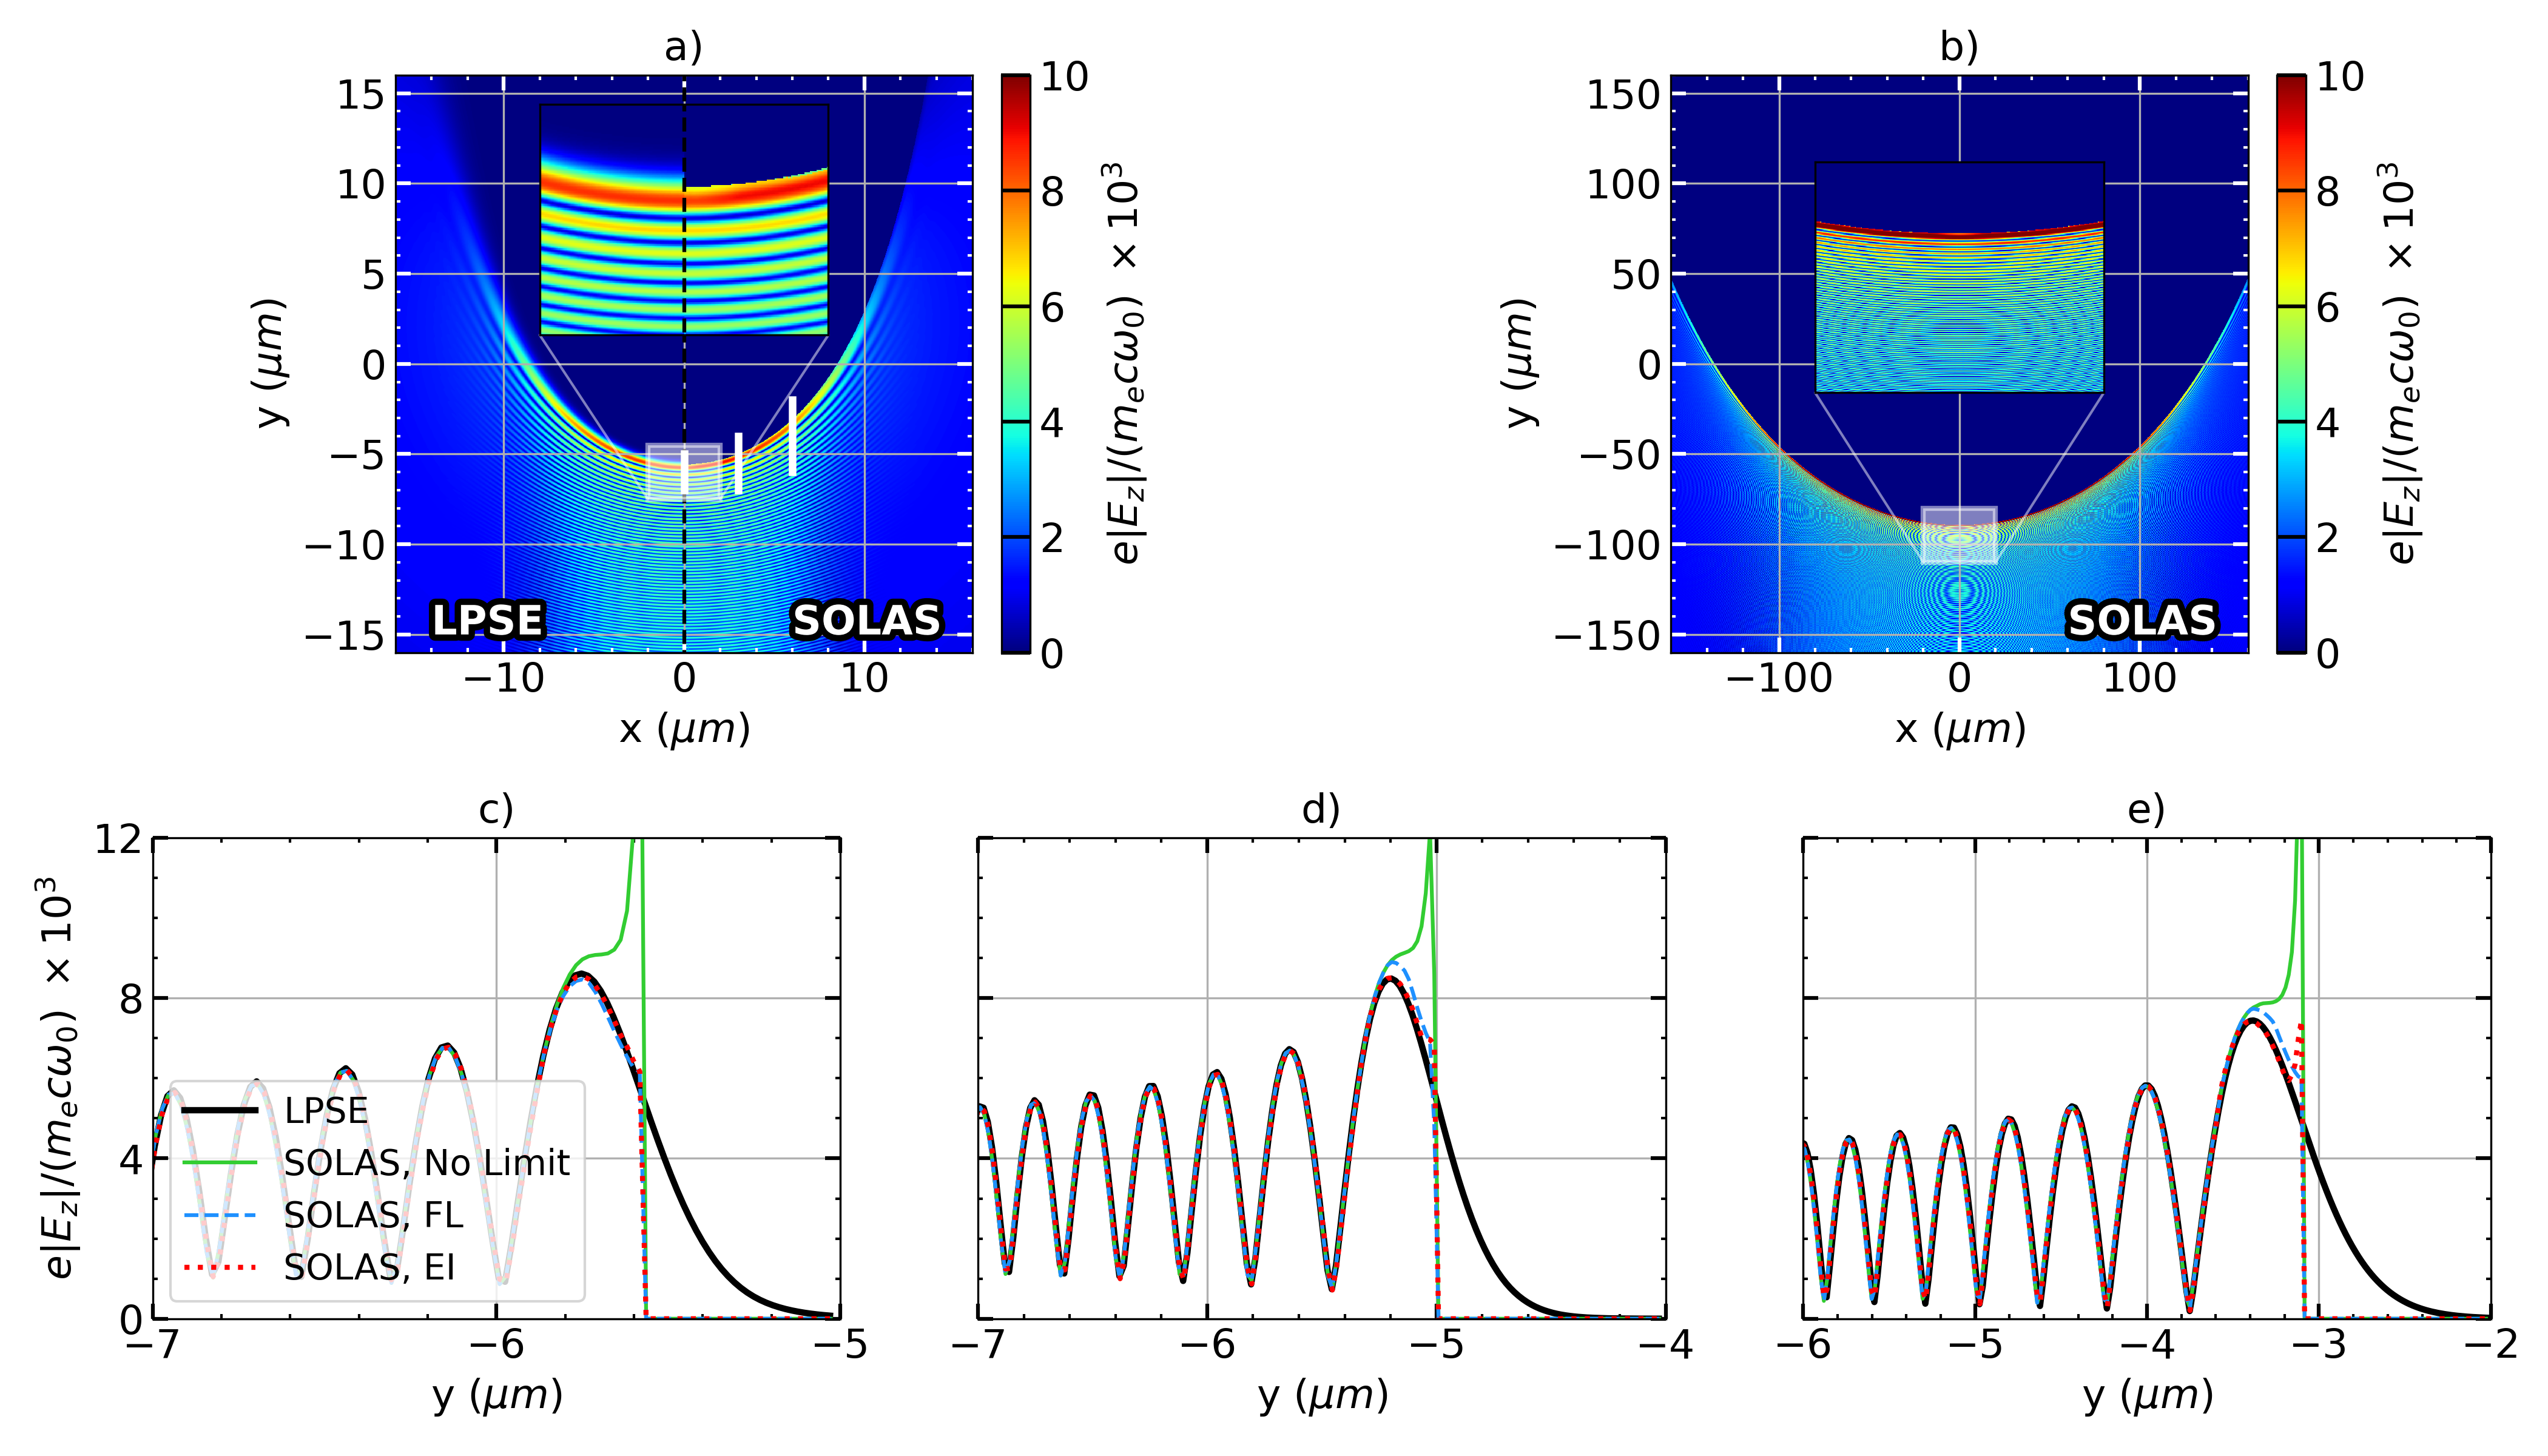 a)
15
10
5
0
−5
−10
−15
y (μm)
LPSE
SOLAS
−10
0
10
x (μm)
10
8
6
4
2
0
e|E_z|/(m_ecω_0) × 10^3
b)
150
100
50
0
−50
−100
−150
y (μm)
SOLAS
−100
0
100
x (μm)
10
8
6
4
2
0
e|E_z|/(m_ecω_0) × 10^3
c)
12
8
4
0
e|E_z|/(m_ecω_0) × 10^3
LPSE
SOLAS, No Limit
SOLAS, FL
SOLAS, EI
−7
−6
−5
y (μm)
d)
−7
−6
−5
−4
y (μm)
e)
−6
−5
−4
−3
−2
y (μm)